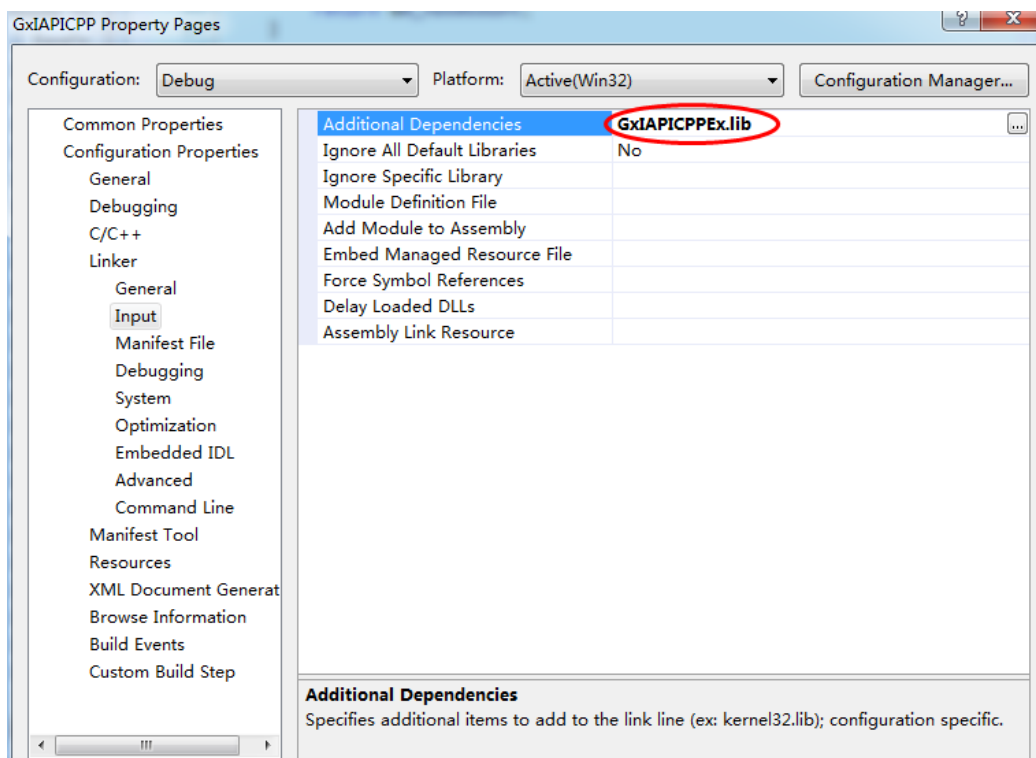 GxIAPICPP Property Pages
Configuration: Debug Platform: Active(Win32) Configuration Manager...
Common Properties
Configuration Properties
General
Debugging
C/C++
Linker
General
Input
Manifest File
Debugging
System
Optimization
Embedded IDL
Advanced
Command Line
Manifest Tool
Resources
XML Document Generat
Browse Information
Build Events
Custom Build Step
Additional Dependencies GxIAPICPPEx.lib ...
Ignore All Default Libraries No
Ignore Specific Library
Module Definition File
Add Module to Assembly
Embed Managed Resource File
Force Symbol References
Delay Loaded DLLs
Assembly Link Resource
Additional Dependencies
Specifies additional items to add to the link line (ex: kernel32.lib); configuration specific.